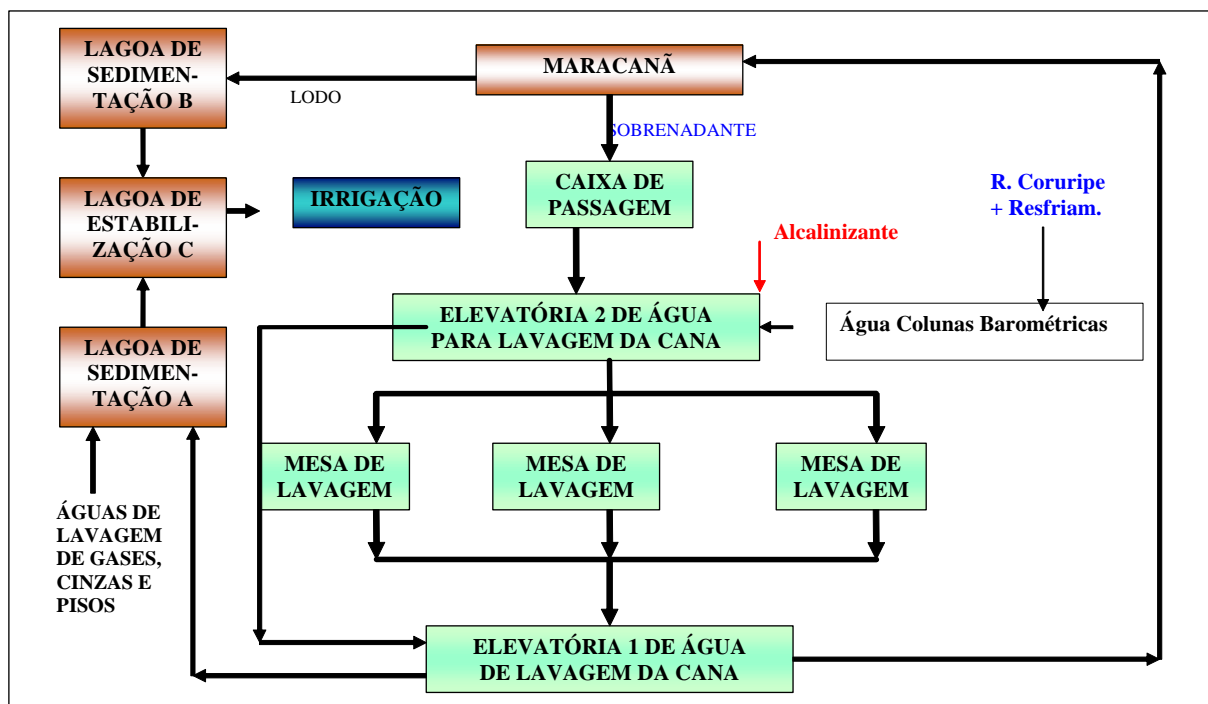 LAGOA DE
SEDIMEN-
TAÇÃO B
LODO
MARACANÃ
SOBRENADANTE
LAGOA DE
ESTABILI-
ZAÇÃO C
IRRIGAÇÃO
CAIXA DE
PASSAGEM
R. Coruripe
+ Resfriam.
Alcalinizante
ELEVATÓRIA 2 DE ÁGUA
PARA LAVAGEM DA CANA
Água Colunas Barométricas
LAGOA DE
SEDIMEN-
TAÇÃO A
MESA DE
LAVAGEM
MESA DE
LAVAGEM
MESA DE
LAVAGEM
ÁGUAS DE
LAVAGEM
DE GASES,
CINZAS E
PISOS
ELEVATÓRIA 1 DE ÁGUA
DE LAVAGEM DA CANA